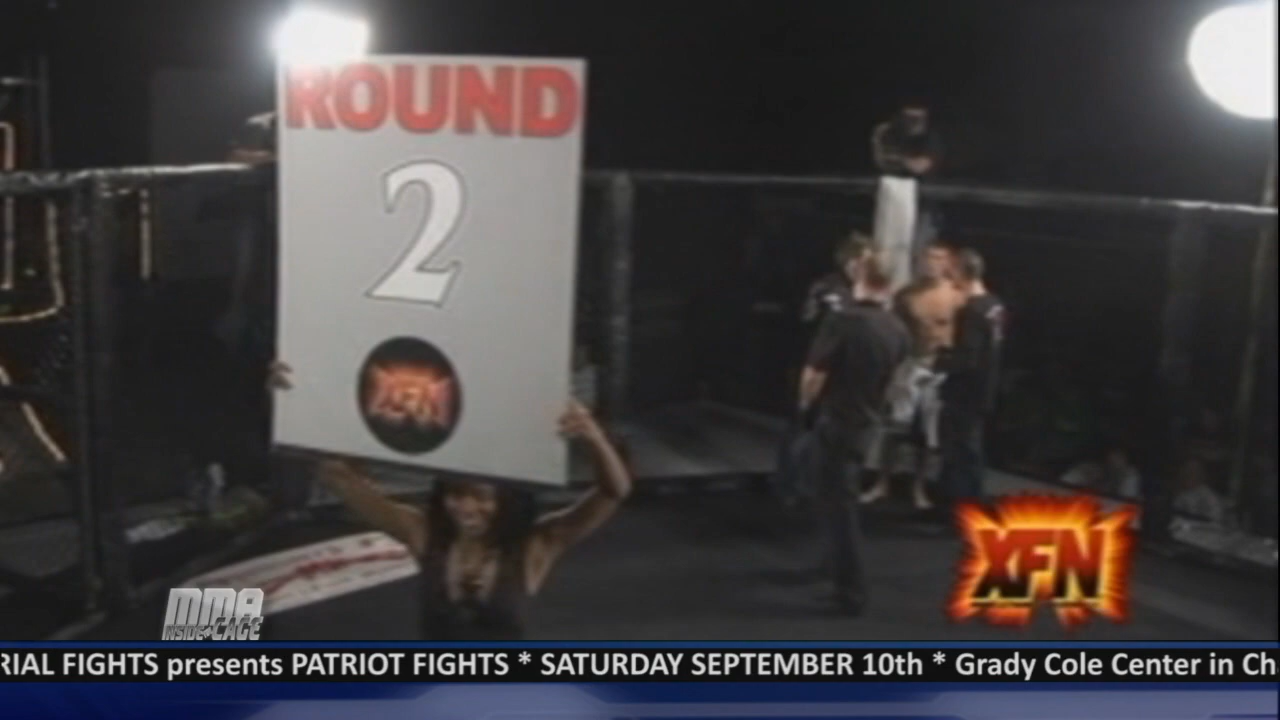 ROUND
2
XFN
XFN
MMA
INSIDE the CAGE
RIAL FIGHTS presents PATRIOT FIGHTS * SATURDAY SEPTEMBER 10th * Grady Cole Center in Ch